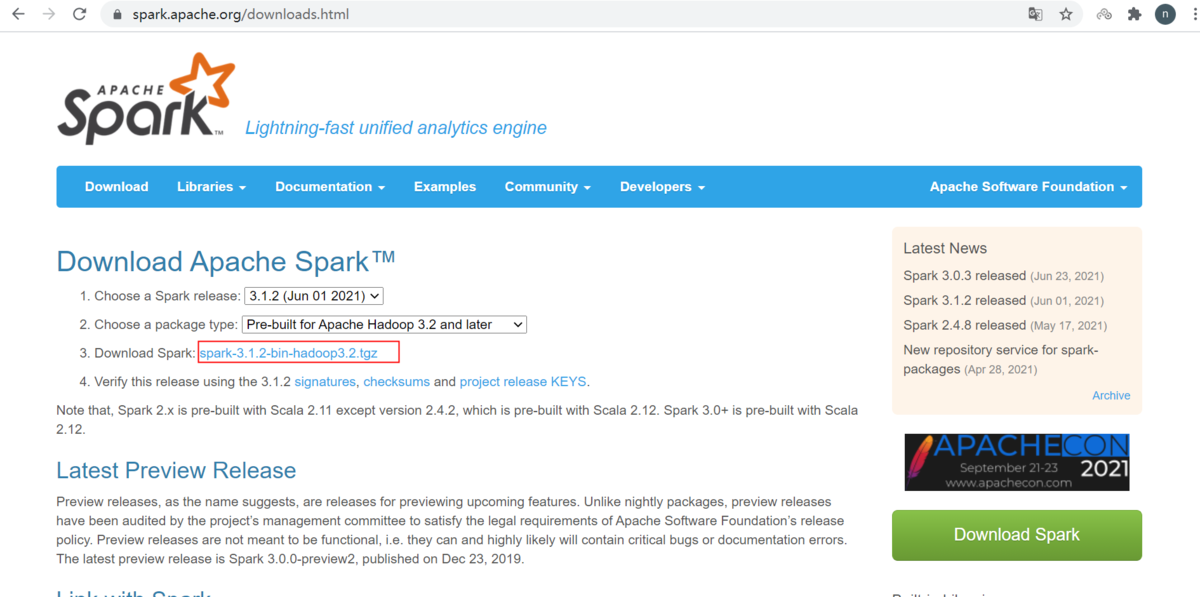 spark.apache.org/downloads.html
n
APACHE
Spark™
Lightning-fast unified analytics engine
Download Libraries Documentation Examples Community Developers Apache Software Foundation
Download Apache Spark™
1. Choose a Spark release: 3.1.2 (Jun 01 2021)
2. Choose a package type: Pre-built for Apache Hadoop 3.2 and later
3. Download Spark: spark-3.1.2-bin-hadoop3.2.tgz
4. Verify this release using the 3.1.2 signatures, checksums and project release KEYS.
Note that, Spark 2.x is pre-built with Scala 2.11 except version 2.4.2, which is pre-built with Scala 2.12. Spark 3.0+ is pre-built with Scala
2.12.
Latest Preview Release
Preview releases, as the name suggests, are releases for previewing upcoming features. Unlike nightly packages, preview releases
have been audited by the project's management committee to satisfy the legal requirements of Apache Software Foundation's release
policy. Preview releases are not meant to be functional, i.e. they can and highly likely will contain critical bugs or documentation errors.
The latest preview release is Spark 3.0.0-preview2, published on Dec 23, 2019.
Link with Spark
Latest News
Spark 3.0.3 released (Jun 23, 2021)
Spark 3.1.2 released (Jun 01, 2021)
Spark 2.4.8 released (May 17, 2021)
New repository service for spark-
packages (Apr 28, 2021)
Archive
APACHECON
September 21-23 2021
www.apachecon.com
Download Spark